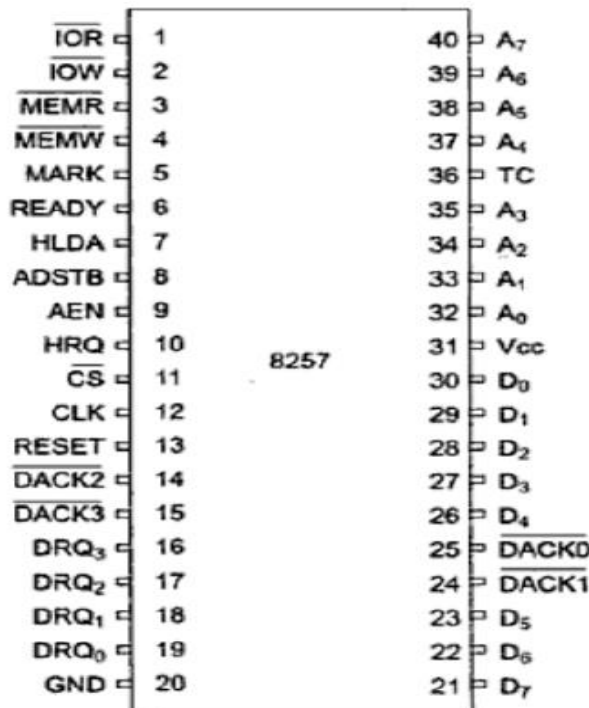 IOR 1 40 A₇
IOW 2 39 A₆
MEMR 3 38 A₅
MEMW 4 37 A₄
MARK 5 36 TC
READY 6 35 A₃
HLDA 7 34 A₂
ADSTB 8 33 A₁
AEN 9 32 A₀
HRQ 10 31 Vcc
8257
CS 11 30 D₀
CLK 12 29 D₁
RESET 13 28 D₂
DACK2 14 27 D₃
DACK3 15 26 D₄
DRQ₃ 16 25 DACK0
DRQ₂ 17 24 DACK1
DRQ₁ 18 23 D₅
DRQ₀ 19 22 D₆
GND 20 21 D₇